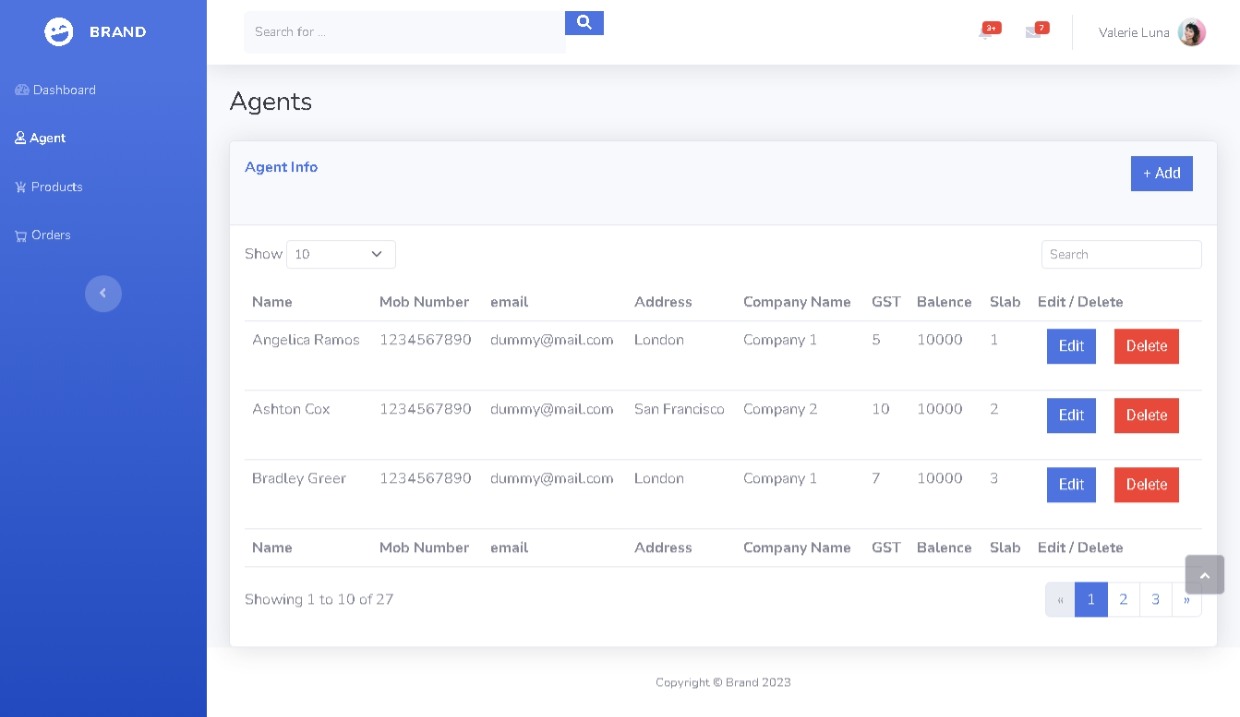 BRAND
Search for ...
3+
7
Valerie Luna
Dashboard
Agent
Products
Orders
Agents
Agent Info
+ Add
Show 10
Search
Name Mob Number email Address Company Name GST Balence Slab Edit / Delete
Angelica Ramos 1234567890 dummy@mail.com London Company 1 5 10000 1 Edit Delete
Ashton Cox 1234567890 dummy@mail.com San Francisco Company 2 10 10000 2 Edit Delete
Bradley Greer 1234567890 dummy@mail.com London Company 1 7 10000 3 Edit Delete
Name Mob Number email Address Company Name GST Balence Slab Edit / Delete
Showing 1 to 10 of 27
« 1 2 3 »
Copyright © Brand 2023